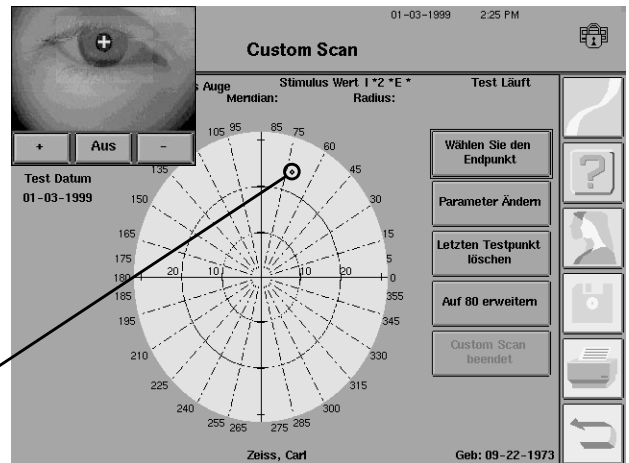 01-03-1999 2:25 PM
Custom Scan
s Auge Stimulus Wert I *2 *E * Test Läuft
Meridian: Radius:
+ Aus -
Test Datum
01-03-1999
Wählen Sie den
Endpunkt
Parameter Ändern
Letzten Testpunkt
löschen
Auf 80 erweitern
Custom Scan
beendet
105 95 85 75
60
135 45
150 30
165 15
175 5
180 20 10 10 20 0
185 355
195 345
210 330
225 315
240 300
255 265 275 285
Zeiss, Carl Geb: 09-22-1973